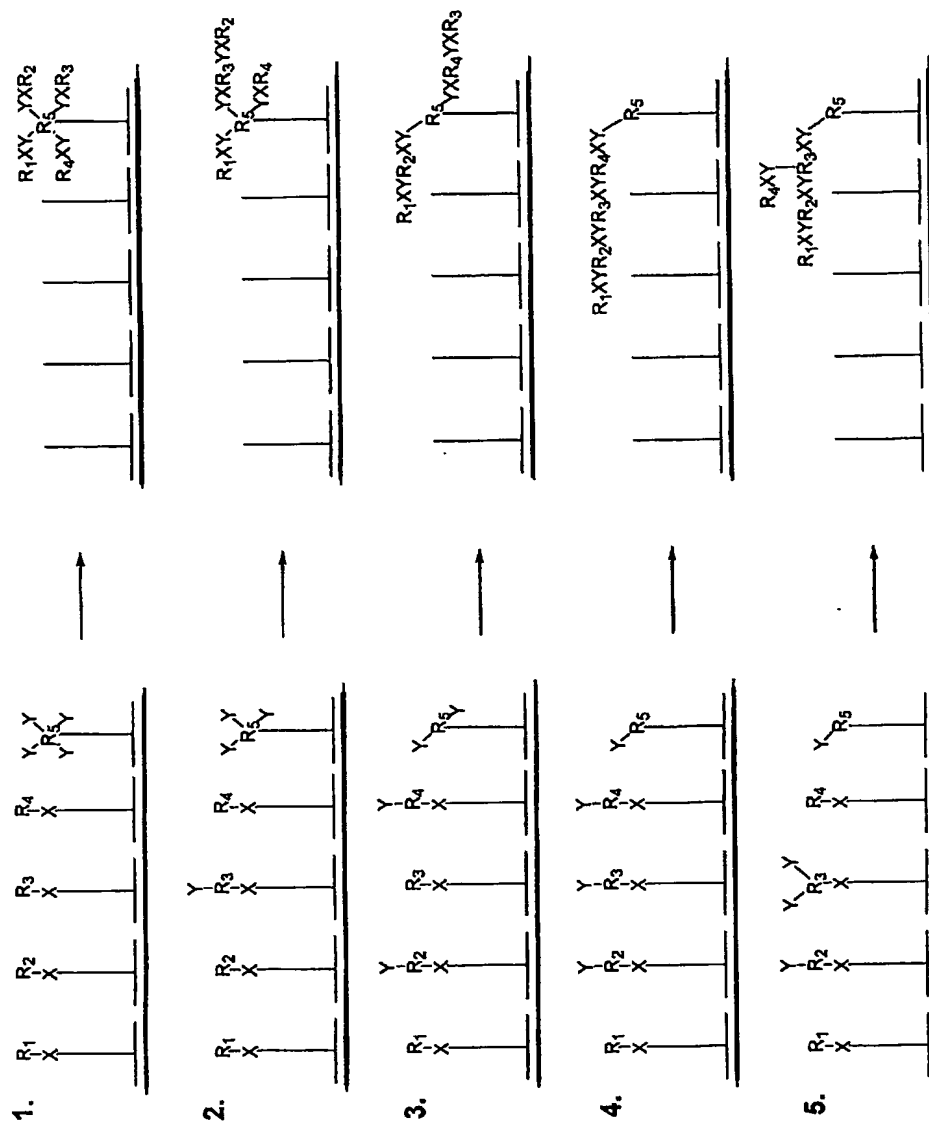 1.
R₁ R₂ R₃ R₄ Y Y
X X X X Y R₅ Y
R₁XY YXR₂
R₅
R₄XY YXR₃
2.
Y
R₁ R₂ R₃ R₄ Y Y
X X X X R₅ Y
R₁XY YXR₃YXR₂
R₅
YXR₄
3.
Y Y
R₁ R₂ R₃ R₄ Y
X X X X R₅ Y
R₁XYR₂XY
R₅
YXR₄YXR₃
4.
Y Y Y
R₁ R₂ R₃ R₄ Y
X X X X R₅
R₁XYR₂XYR₃XYR₄XY
R₅
5.
Y Y Y
R₁ R₂ R₃ R₄ Y
X X X X R₅
R₄XY
R₁XYR₂XYR₃XY
R₅